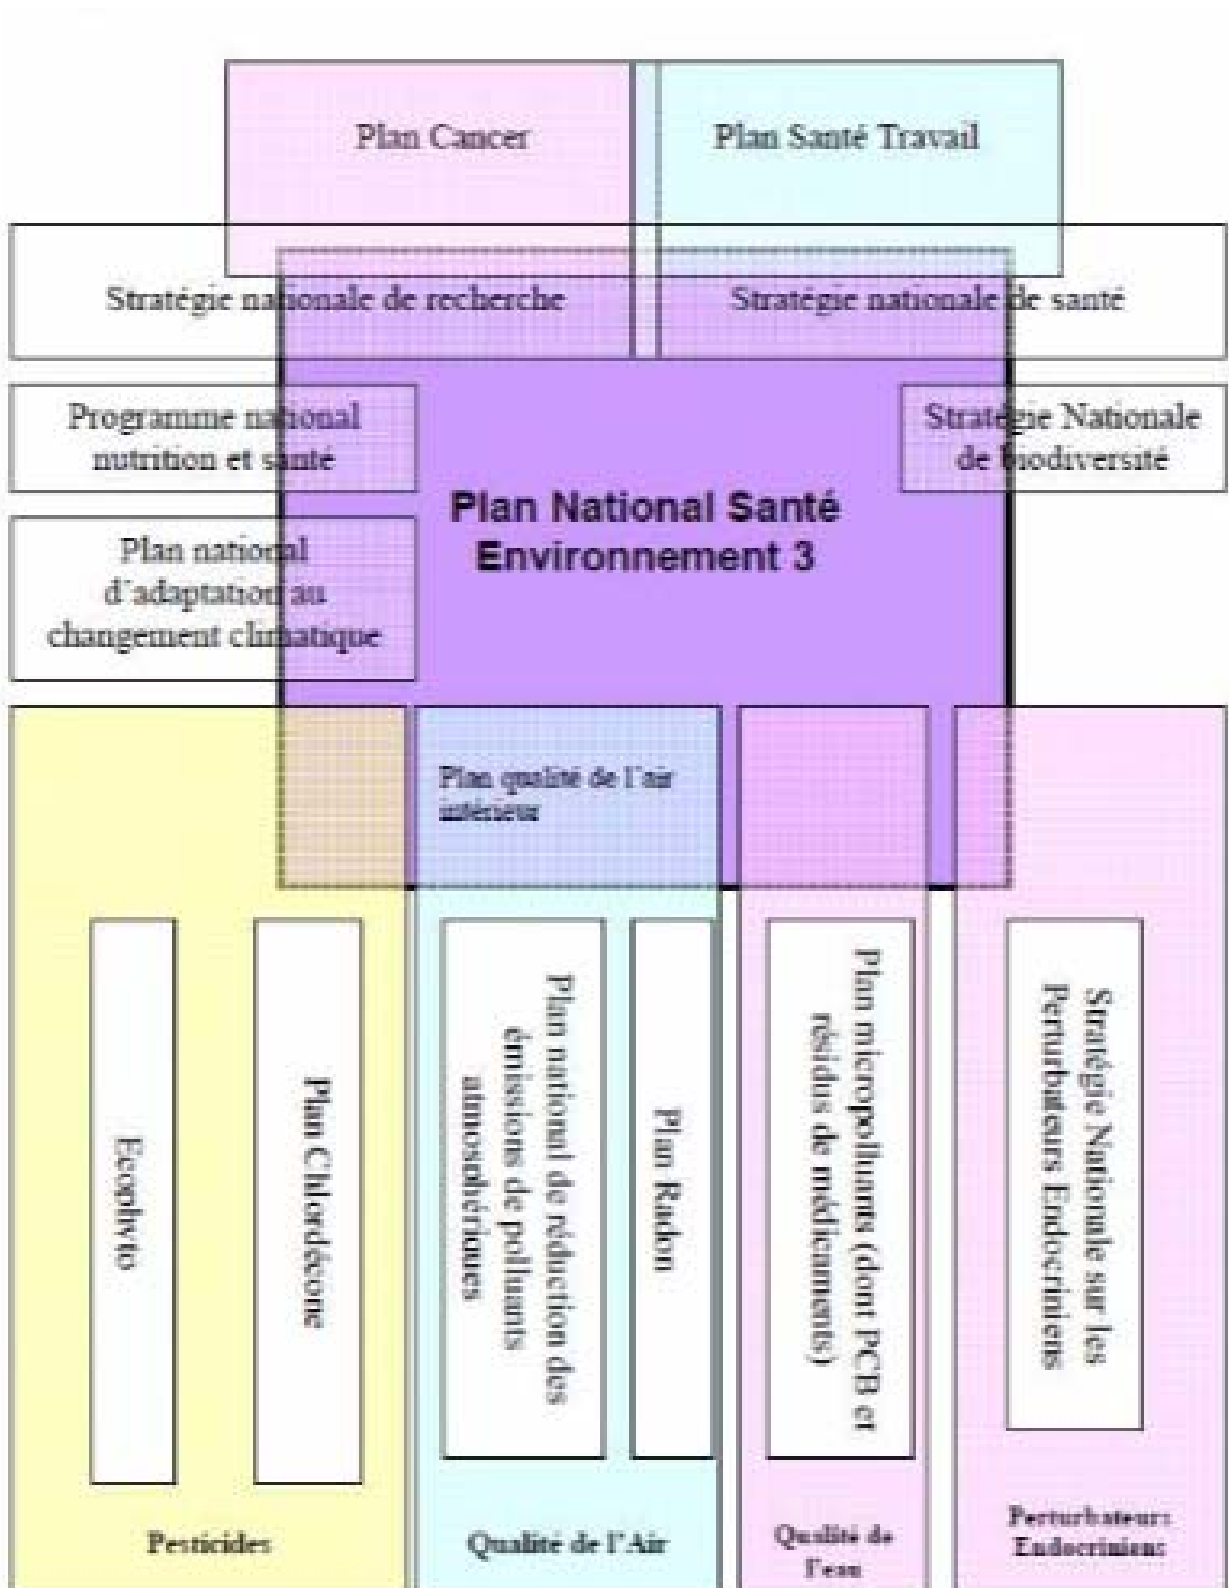 Plan Cancer
Plan Santé Travail
Stratégie nationale de recherche
Stratégie nationale de santé
Programme national
nutrition et santé
Stratégie Nationale
de biodiversité
Plan National Santé
Environnement 3
Plan national
d'adaptation au
changement climatique
Plan qualité de l'air
intérieur
Ecophyto
Plan Chlordécone
Plan national de réduction des
émissions de polluants
atmosphériques
Plan Radon
Plan micropolluants (dont PCB et
résidus de médicaments)
Stratégie Nationale sur les
Perturbateurs Endocriniens
Pesticides
Qualité de l'Air
Qualité de
l'eau
Perturbateurs
Endocriniens